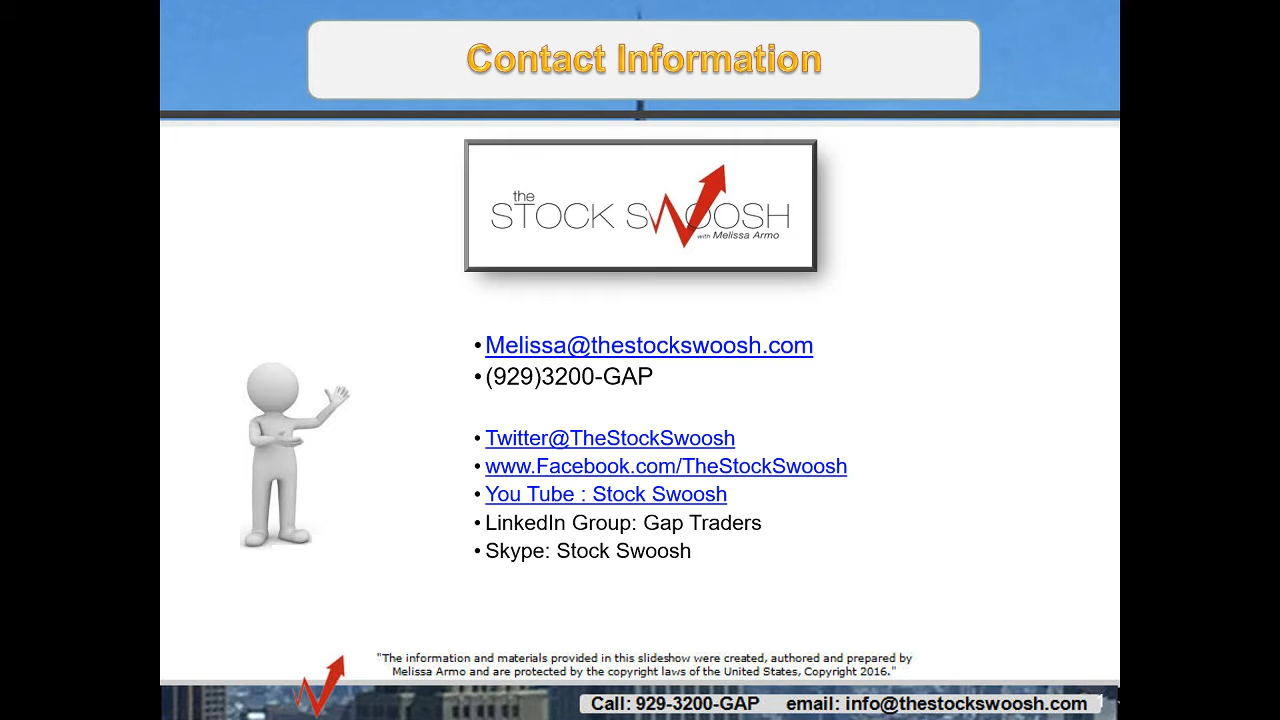 Contact Information
the
STOCK SWOOSH
with Melissa Armo
•Melissa@thestockswoosh.com
•(929)3200-GAP
•Twitter@TheStockSwoosh
•www.Facebook.com/TheStockSwoosh
•You Tube : Stock Swoosh
•LinkedIn Group: Gap Traders
•Skype: Stock Swoosh
"The information and materials provided in this slideshow were created, authored and prepared by
Melissa Armo and are protected by the copyright laws of the United States, Copyright 2016."
Call: 929-3200-GAP email: info@thestockswoosh.com